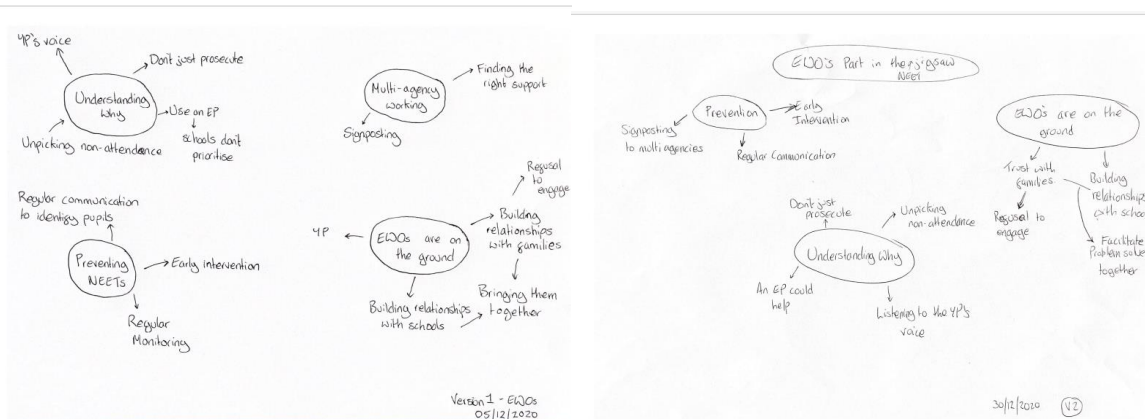 YP's voice
Don't just prosecute
Understanding
Why
Use an EP
schools don't
prioritise
Unpicking non-attendance
Multi-agency
working
Finding the
right support
Signposting
Regular communication
to identify pupils
Preventing
NEETs
Early intervention
Regular
Monitoring
Refusal
to
engage
Building
relationships
with families
YP
EWOs are on
the ground
Building relationships
with schools
Bringing them
together
Version 1 - EWOs
05/12/2020
EWO's Part in the jigsaw
NEET
Prevention
Early
Intervention
Signposting
to multi agencies
Regular Communication
EWO's are on the
ground
Trust with
families
Building
relationships
with school
Refusal to
engage
Facilitate
Problem solve
together
Don't just
prosecute
Unpicking
non-attendance
Understanding Why
An EP could
help
Listening to the YP's
voice
30/12/2020 V2